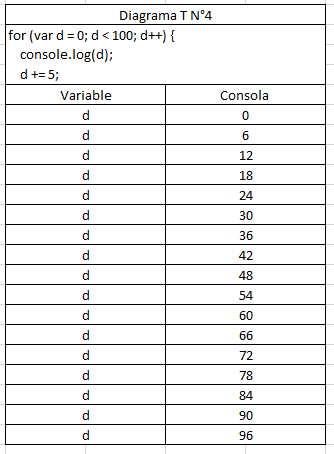 Diagrama T N°4
for (var d = 0; d < 100; d++) {
console.log(d);
d += 5;
Variable Consola
d 0
d 6
d 12
d 18
d 24
d 30
d 36
d 42
d 48
d 54
d 60
d 66
d 72
d 78
d 84
d 90
d 96